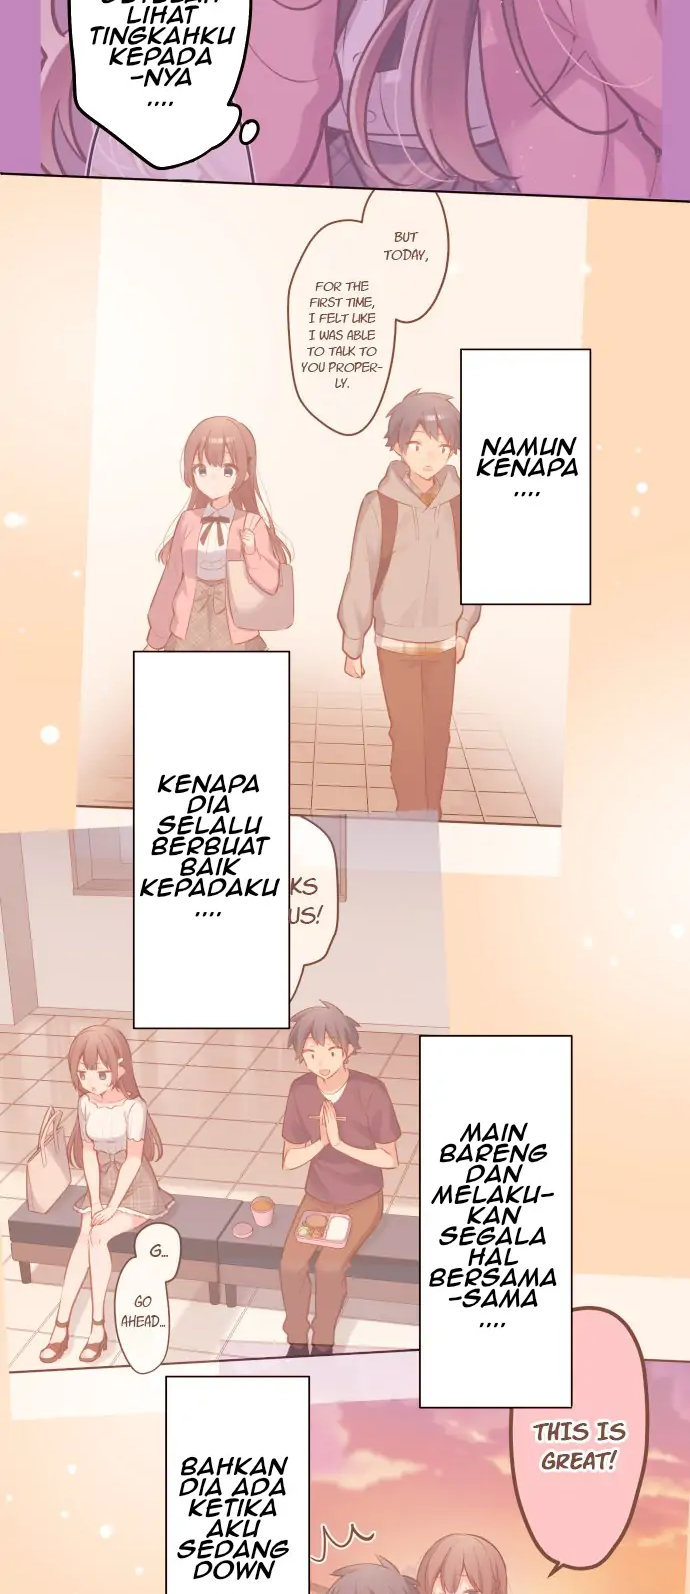 LIHAT
TINGKAHKU
KEPADA
-NYA
....
BUT
TODAY,
FOR THE
FIRST TIME,
I FELT LIKE
I WAS ABLE
TO TALK TO
YOU PROPER-
LY.
NAMUN
KENAPA
....
KENAPA
DIA
SELALU
BERBUAT
BAIK
KEPADAKU
....
KS
US!
MAIN
BARENG
DAN
MELAKU-
KAN
SEGALA
HAL
BERSAMA
-SAMA
....
G...
GO
AHEAD...
THIS IS
GREAT!
BAHKAN
DIA ADA
KETIKA
AKU
SEDANG
DOWN